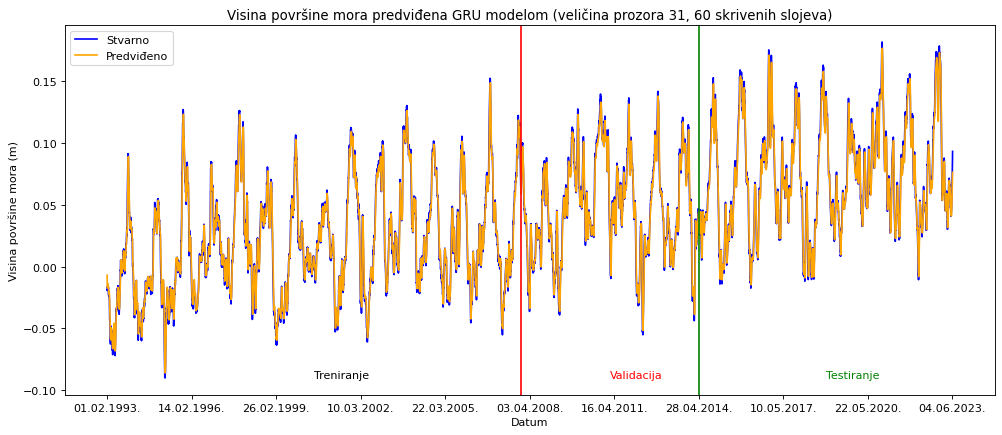 Visina površine mora predviđena GRU modelom (veličina prozora 31, 60 skrivenih slojeva)
Stvarno
Predviđeno
Visina površine mora (m)
0.15
0.10
0.05
0.00
−0.05
−0.10
Treniranje
Validacija
Testiranje
01.02.1993.
14.02.1996.
26.02.1999.
10.03.2002.
22.03.2005.
03.04.2008.
16.04.2011.
28.04.2014.
10.05.2017.
22.05.2020.
04.06.2023.
Datum